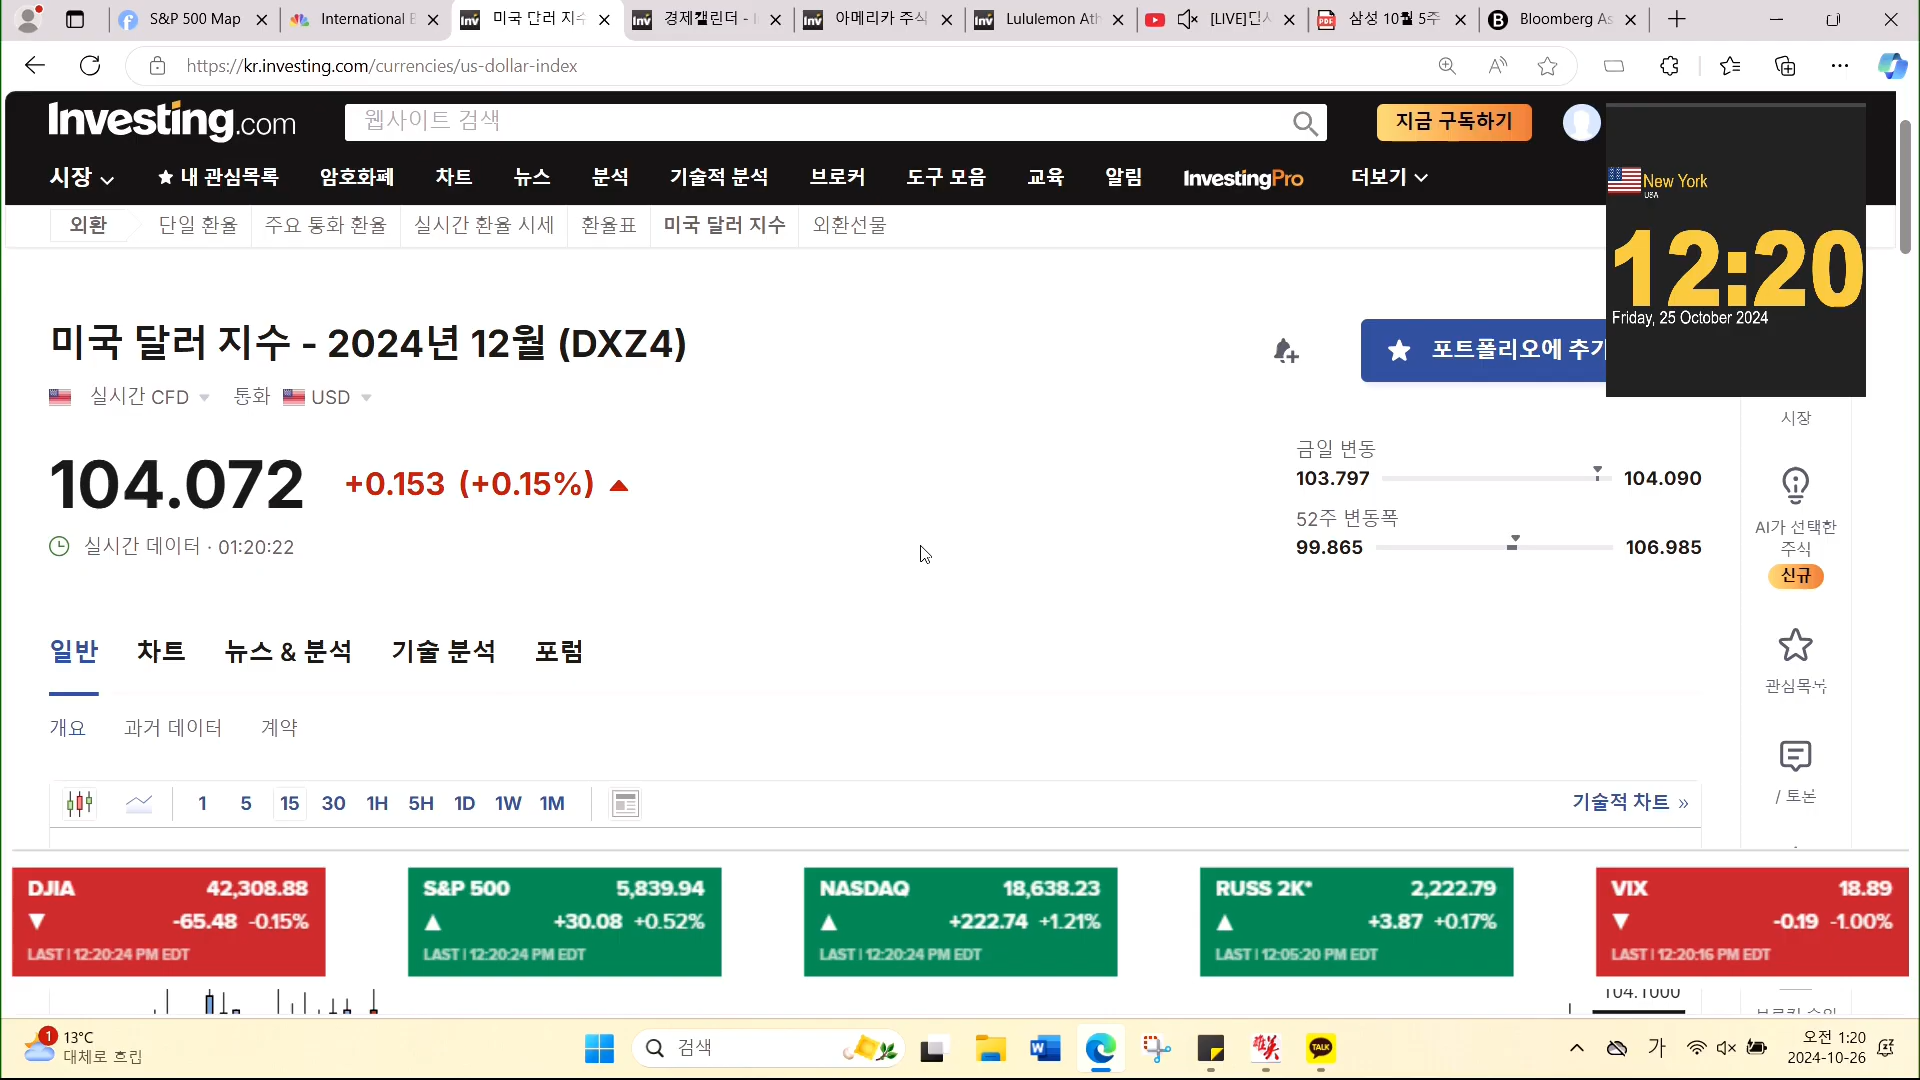 S&P 500 Map
International B
미국 달러 지수
경제캘린더 - I
아메리카 주식
Lululemon Ath
[LIVE]딘시
삼성 10월 5주
Bloomberg As
https://kr.investing.com/currencies/us-dollar-index
Investing.com
웹사이트 검색
지금 구독하기
시장
내 관심목록
암호화폐
차트
뉴스
분석
기술적 분석
브로커
도구 모음
교육
알림
InvestingPro
더보기
New York
USA
외환
단일 환율
주요 통화 환율
실시간 환율 시세
환율표
미국 달러 지수
외환선물
12:20
Friday, 25 October 2024
미국 달러 지수 - 2024년 12월 (DXZ4)
포트폴리오에 추가
실시간 CFD
통화
USD
시장
104.072
+0.153 (+0.15%)
금일 변동
103.797
104.090
52주 변동폭
99.865
106.985
실시간 데이터 · 01:20:22
AI가 선택한
주식
신규
일반
차트
뉴스 & 분석
기술 분석
포럼
관심목록
개요
과거 데이터
계약
1
5
15
30
1H
5H
1D
1W
1M
기술적 차트 »
/ 토론
DJIA 42,308.88
-65.48 -0.15%
LAST | 12:20:24 PM EDT
S&P 500 5,839.94
+30.08 +0.52%
LAST | 12:20:24 PM EDT
NASDAQ 18,638.23
+222.74 +1.21%
LAST | 12:20:24 PM EDT
RUSS 2K* 2,222.79
+3.87 +0.17%
LAST | 12:05:20 PM EDT
VIX 18.89
-0.19 -1.00%
LAST | 12:20:16 PM EDT
104.1000
1
13°C
대체로 흐림
검색
TALK
가
오전 1:20
2024-10-26